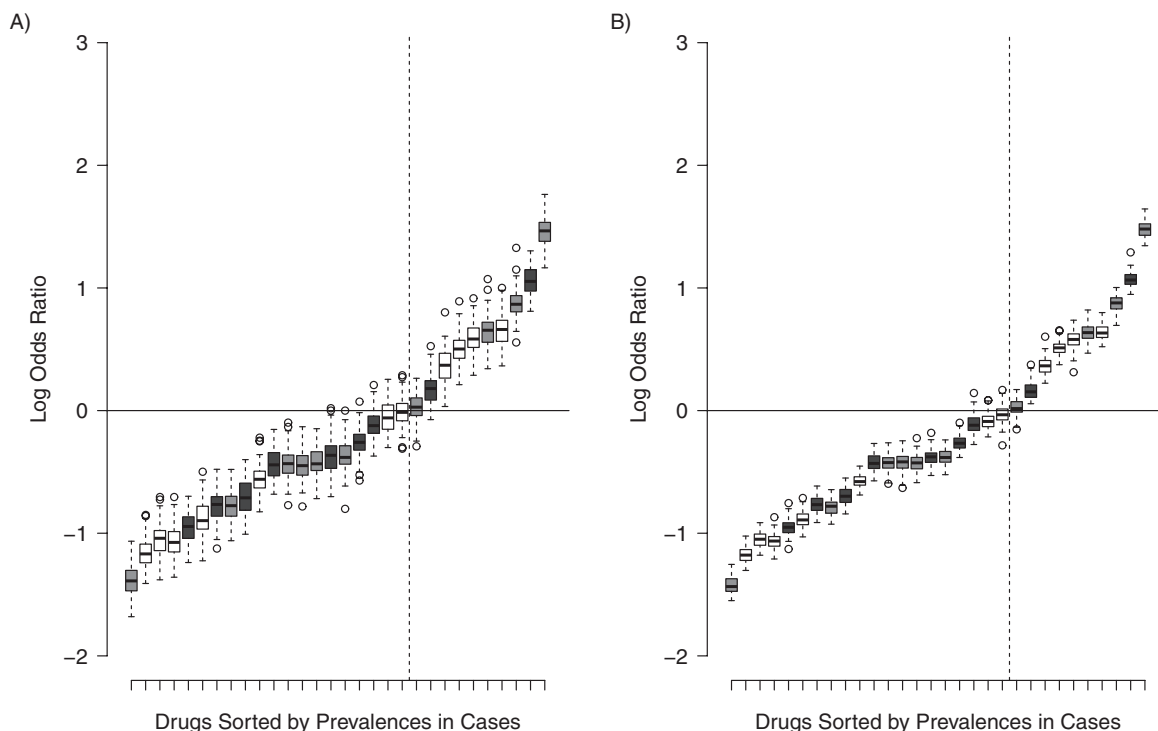 A)
3
2
1
0
−1
−2
Log Odds Ratio
Drugs Sorted by Prevalences in Cases
B)
3
2
1
0
−1
−2
Log Odds Ratio
Drugs Sorted by Prevalences in Cases